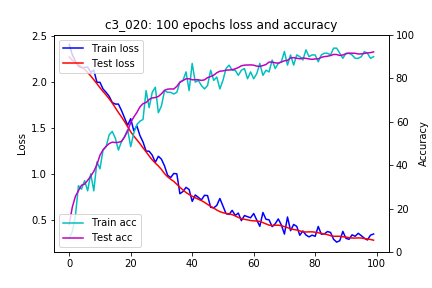 c3_020: 100 epochs loss and accuracy
Train loss
Test loss
Train acc
Test acc
Loss
Accuracy
2.5
2.0
1.5
1.0
0.5
100
80
60
40
20
0
0
20
40
60
80
100